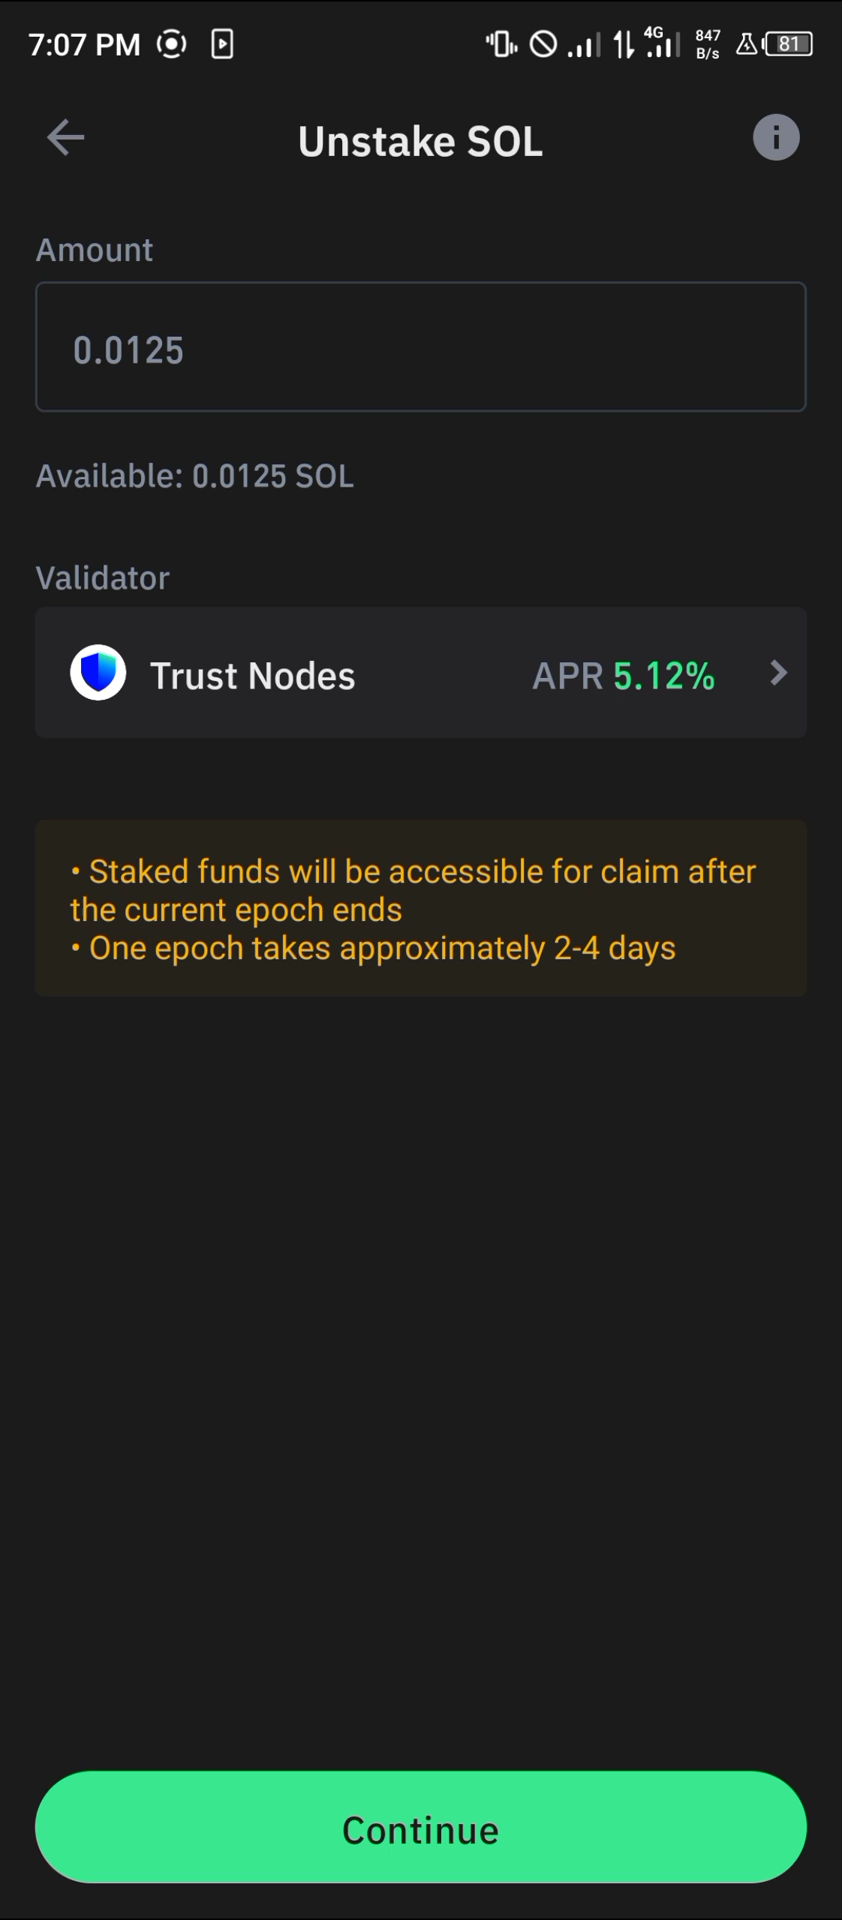 7:07 PM 4G 847 B/s 81
Unstake SOL
Amount
0.0125
Available: 0.0125 SOL
Validator
Trust Nodes APR 5.12%
• Staked funds will be accessible for claim after
the current epoch ends
• One epoch takes approximately 2-4 days
Continue